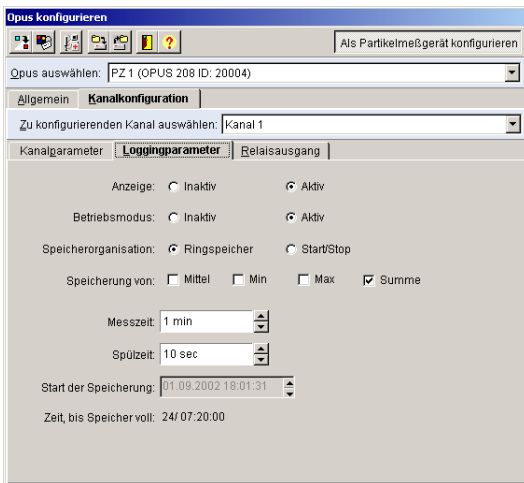 Opus konfigurieren
Als Partikelmeßgerät konfigurieren
Opus auswählen: PZ 1 (OPUS 208 ID: 20004)
Allgemein Kanalkonfiguration
Zu konfigurierenden Kanal auswählen: Kanal 1
Kanalparameter Loggingparameter Relaisausgang
Anzeige: Inaktiv Aktiv
Betriebsmodus: Inaktiv Aktiv
Speicherorganisation: Ringspeicher Start/Stop
Speicherung von: Mittel Min Max Summe
Messzeit: 1 min
Spülzeit: 10 sec
Start der Speicherung: 01.09.2002 18:01:31
Zeit, bis Speicher voll: 24/ 07:20:00